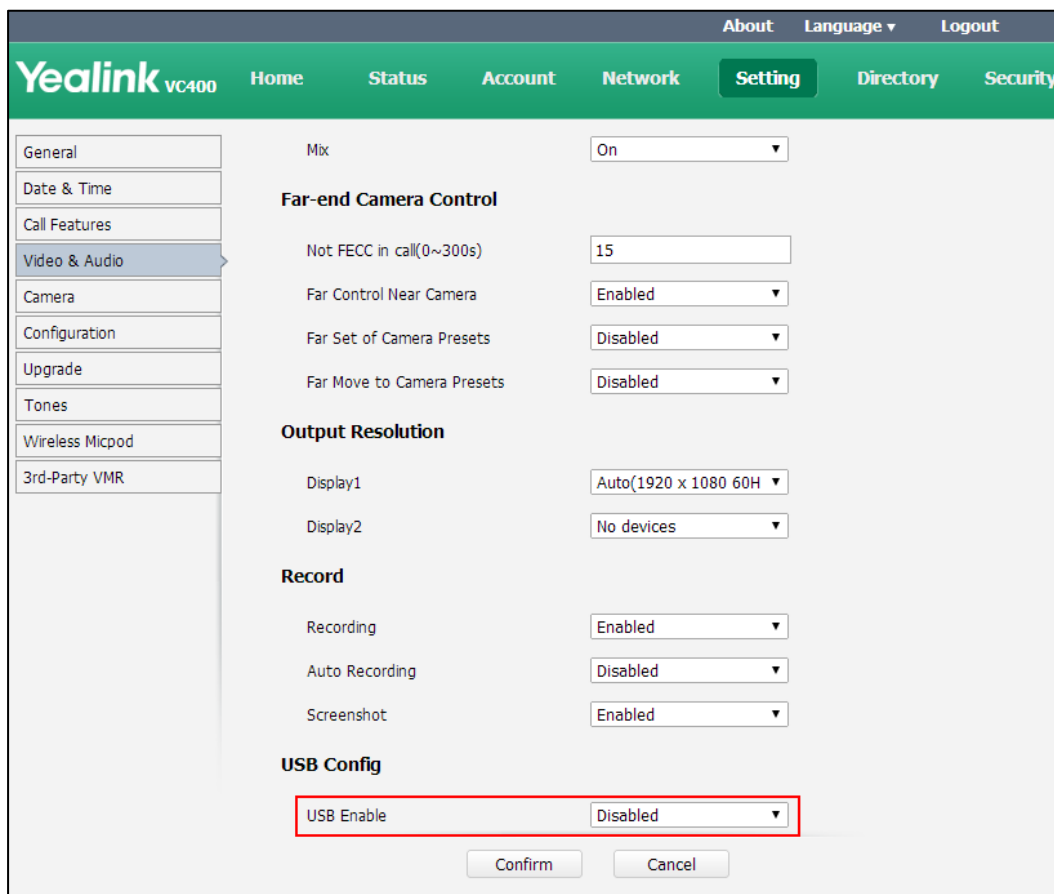 About Language ▾ Logout
Yealink VC400 Home Status Account Network Setting Directory Security
General
Date & Time
Call Features
Video & Audio
Camera
Configuration
Upgrade
Tones
Wireless Micpod
3rd-Party VMR
Mix On
Far-end Camera Control
Not FECC in call(0~300s) 15
Far Control Near Camera Enabled
Far Set of Camera Presets Disabled
Far Move to Camera Presets Disabled
Output Resolution
Display1 Auto(1920 x 1080 60H
Display2 No devices
Record
Recording Enabled
Auto Recording Disabled
Screenshot Enabled
USB Config
USB Enable Disabled
Confirm Cancel